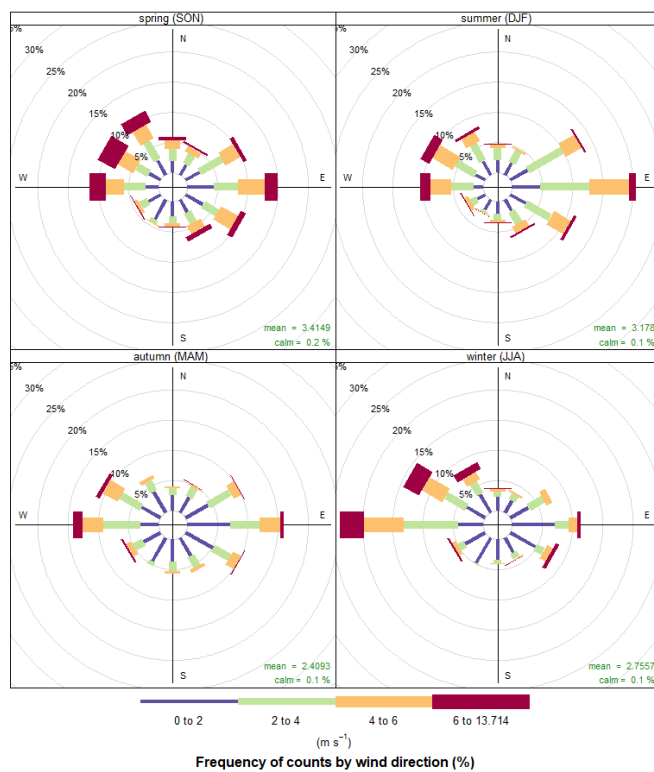 spring (SON)
5%
30%
25%
20%
15%
10%
5%
N
W
E
S
mean = 3.4149
calm = 0.2 %
summer (DJF)
5%
30%
25%
20%
15%
10%
5%
N
W
E
S
mean = 3.178
calm = 0.1 %
autumn (MAM)
5%
30%
25%
20%
15%
10%
5%
N
W
E
S
mean = 2.4093
calm = 0.1 %
winter (JJA)
5%
30%
25%
20%
15%
10%
5%
N
W
E
S
mean = 2.7557
calm = 0.1 %
0 to 2
2 to 4
4 to 6
6 to 13.714
(m s⁻¹)
Frequency of counts by wind direction (%)